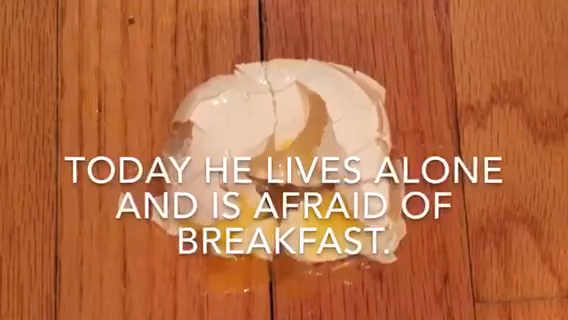 TODAY HE LIVES ALONE
AND IS AFRAID OF
BREAKFAST.